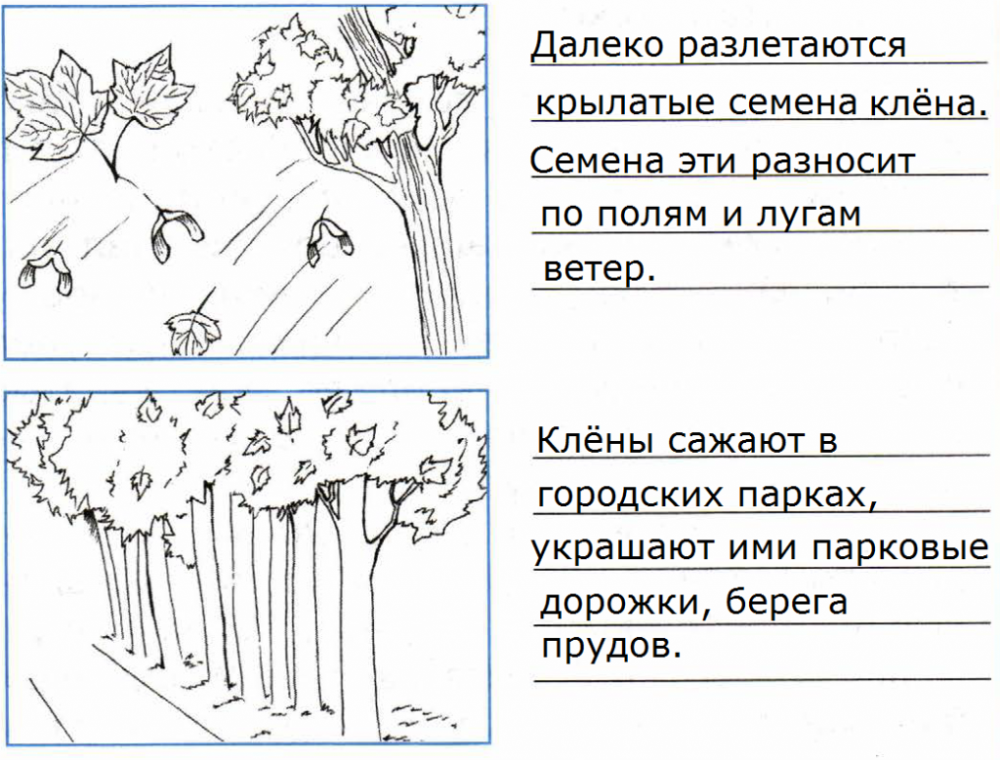 Далеко разлетаются
крылатые семена клёна.
Семена эти разносит
по полям и лугам
ветер.
Клёны сажают в
городских парках,
украшают ими парковые
дорожки, берега
прудов.